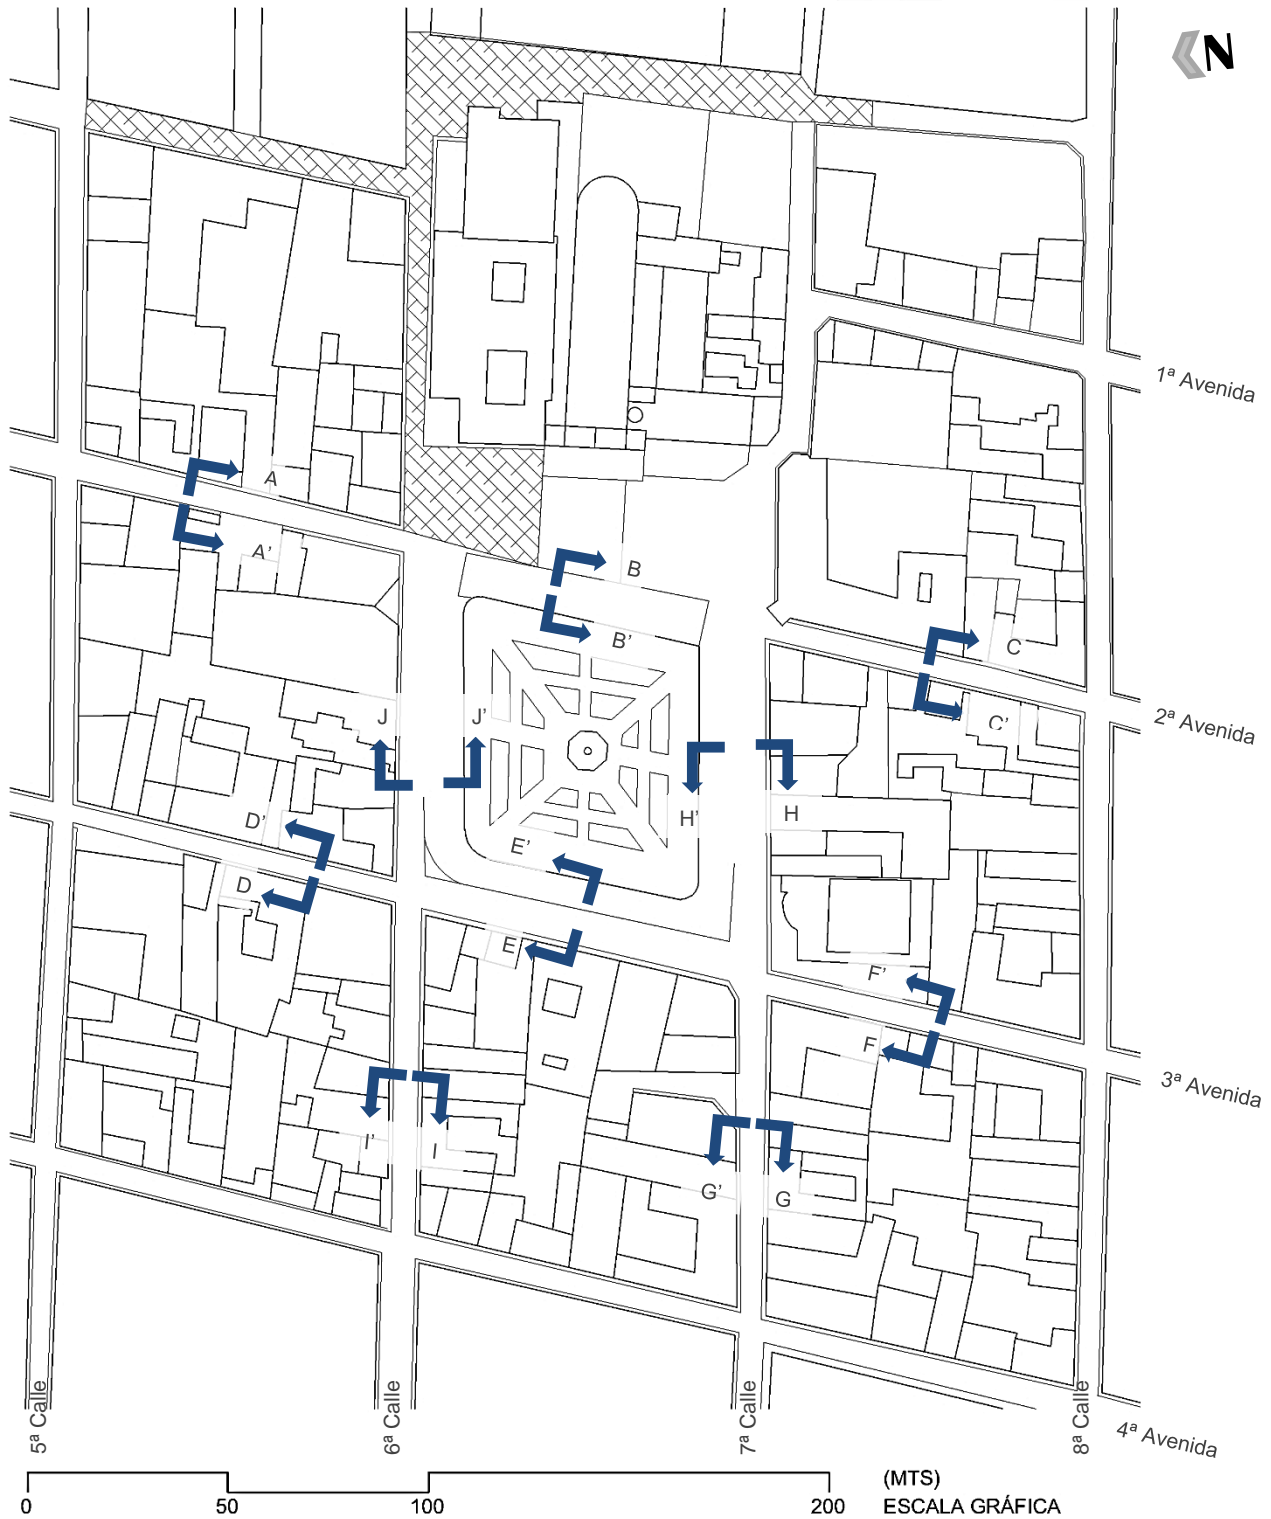 N
1ª Avenida
A
A'
B
B'
C
C'
2ª Avenida
J
J'
H'
H
D'
E'
D
E
F'
F
3ª Avenida
I'
I
G'
G
5ª Calle
6ª Calle
7ª Calle
8ª Calle
4ª Avenida
(MTS)
0 50 100 200 ESCALA GRÁFICA